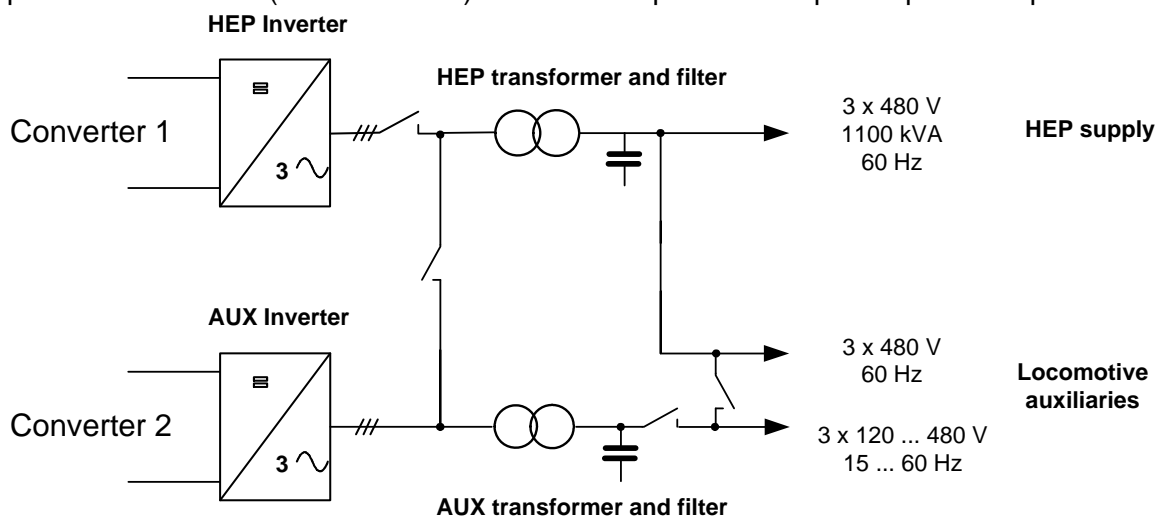 HEP Inverter
HEP transformer and filter
Converter 1
=
3 ~
3 x 480 V
1100 kVA
60 Hz
HEP supply
AUX Inverter
Converter 2
=
3 ~
3 x 480 V
60 Hz
Locomotive
auxiliaries
3 x 120 ... 480 V
15 ... 60 Hz
AUX transformer and filter